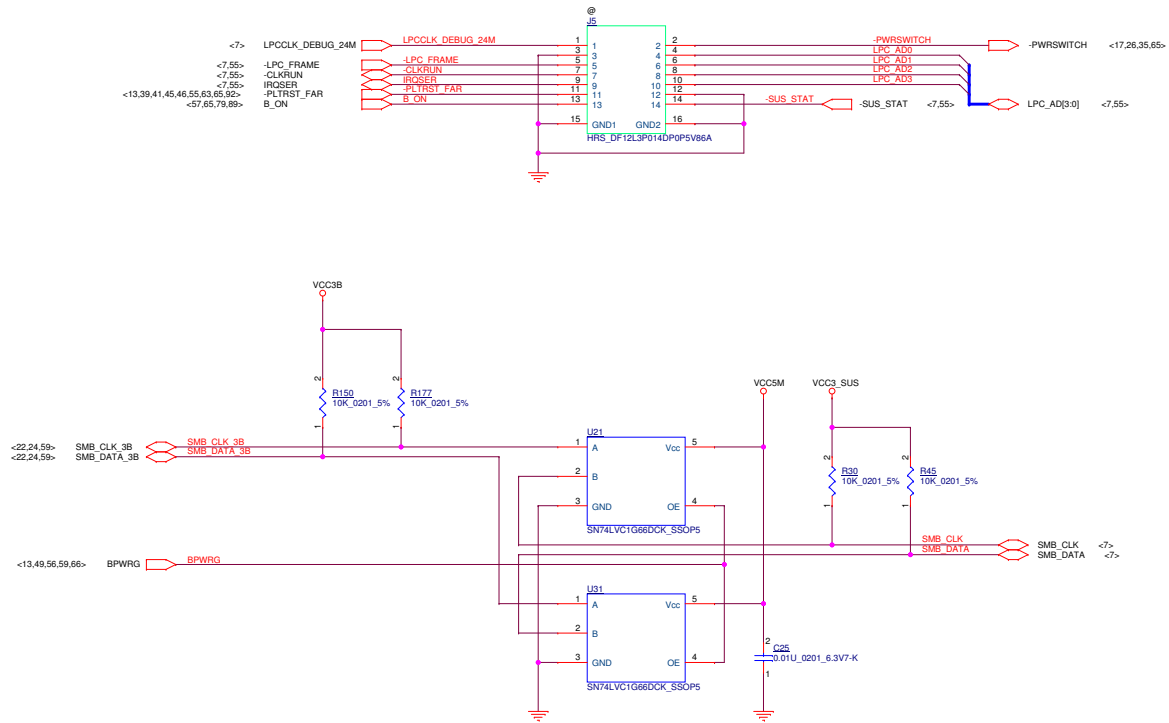 @
J5
<7> LPCCLK_DEBUG_24M LPCCLK_DEBUG_24M 1 1 2 2 -PWRSWITCH -PWRSWITCH <17,26,35,65>
3 3 4 4 LPC_AD0
<7,55> -LPC_FRAME -LPC_FRAME 5 5 6 6 LPC_AD1
<7,55> -CLKRUN -CLKRUN 7 7 8 8 LPC_AD2
<7,55> IRQSER IRQSER 9 9 10 10 LPC_AD3
<13,39,41,45,46,55,63,65,92> -PLTRST_FAR -PLTRST_FAR 11 11 12 12
<57,65,79,89> B_ON B_ON 13 13 14 14 -SUS_STAT -SUS_STAT <7,55> LPC_AD[3:0] <7,55>
15 GND1 GND2 16
HRS_DF12L3P014DP0P5V86A
VCC3B
VCC5M VCC3_SUS
2 R150 10K_0201_5% 1
2 R177 10K_0201_5% 1
<22,24,59> SMB_CLK_3B SMB_CLK_3B
<22,24,59> SMB_DATA_3B SMB_DATA_3B
U21
1 A Vcc 5
2 B
3 GND OE 4
SN74LVC1G66DCK_SSOP5
2 R30 10K_0201_5% 1
2 R45 10K_0201_5% 1
SMB_CLK SMB_CLK <7>
SMB_DATA SMB_DATA <7>
<13,49,56,59,66> BPWRG BPWRG
U31
1 A Vcc 5
2 B
3 GND OE 4
SN74LVC1G66DCK_SSOP5
2 C25
0.01U_0201_6.3V7-K
1